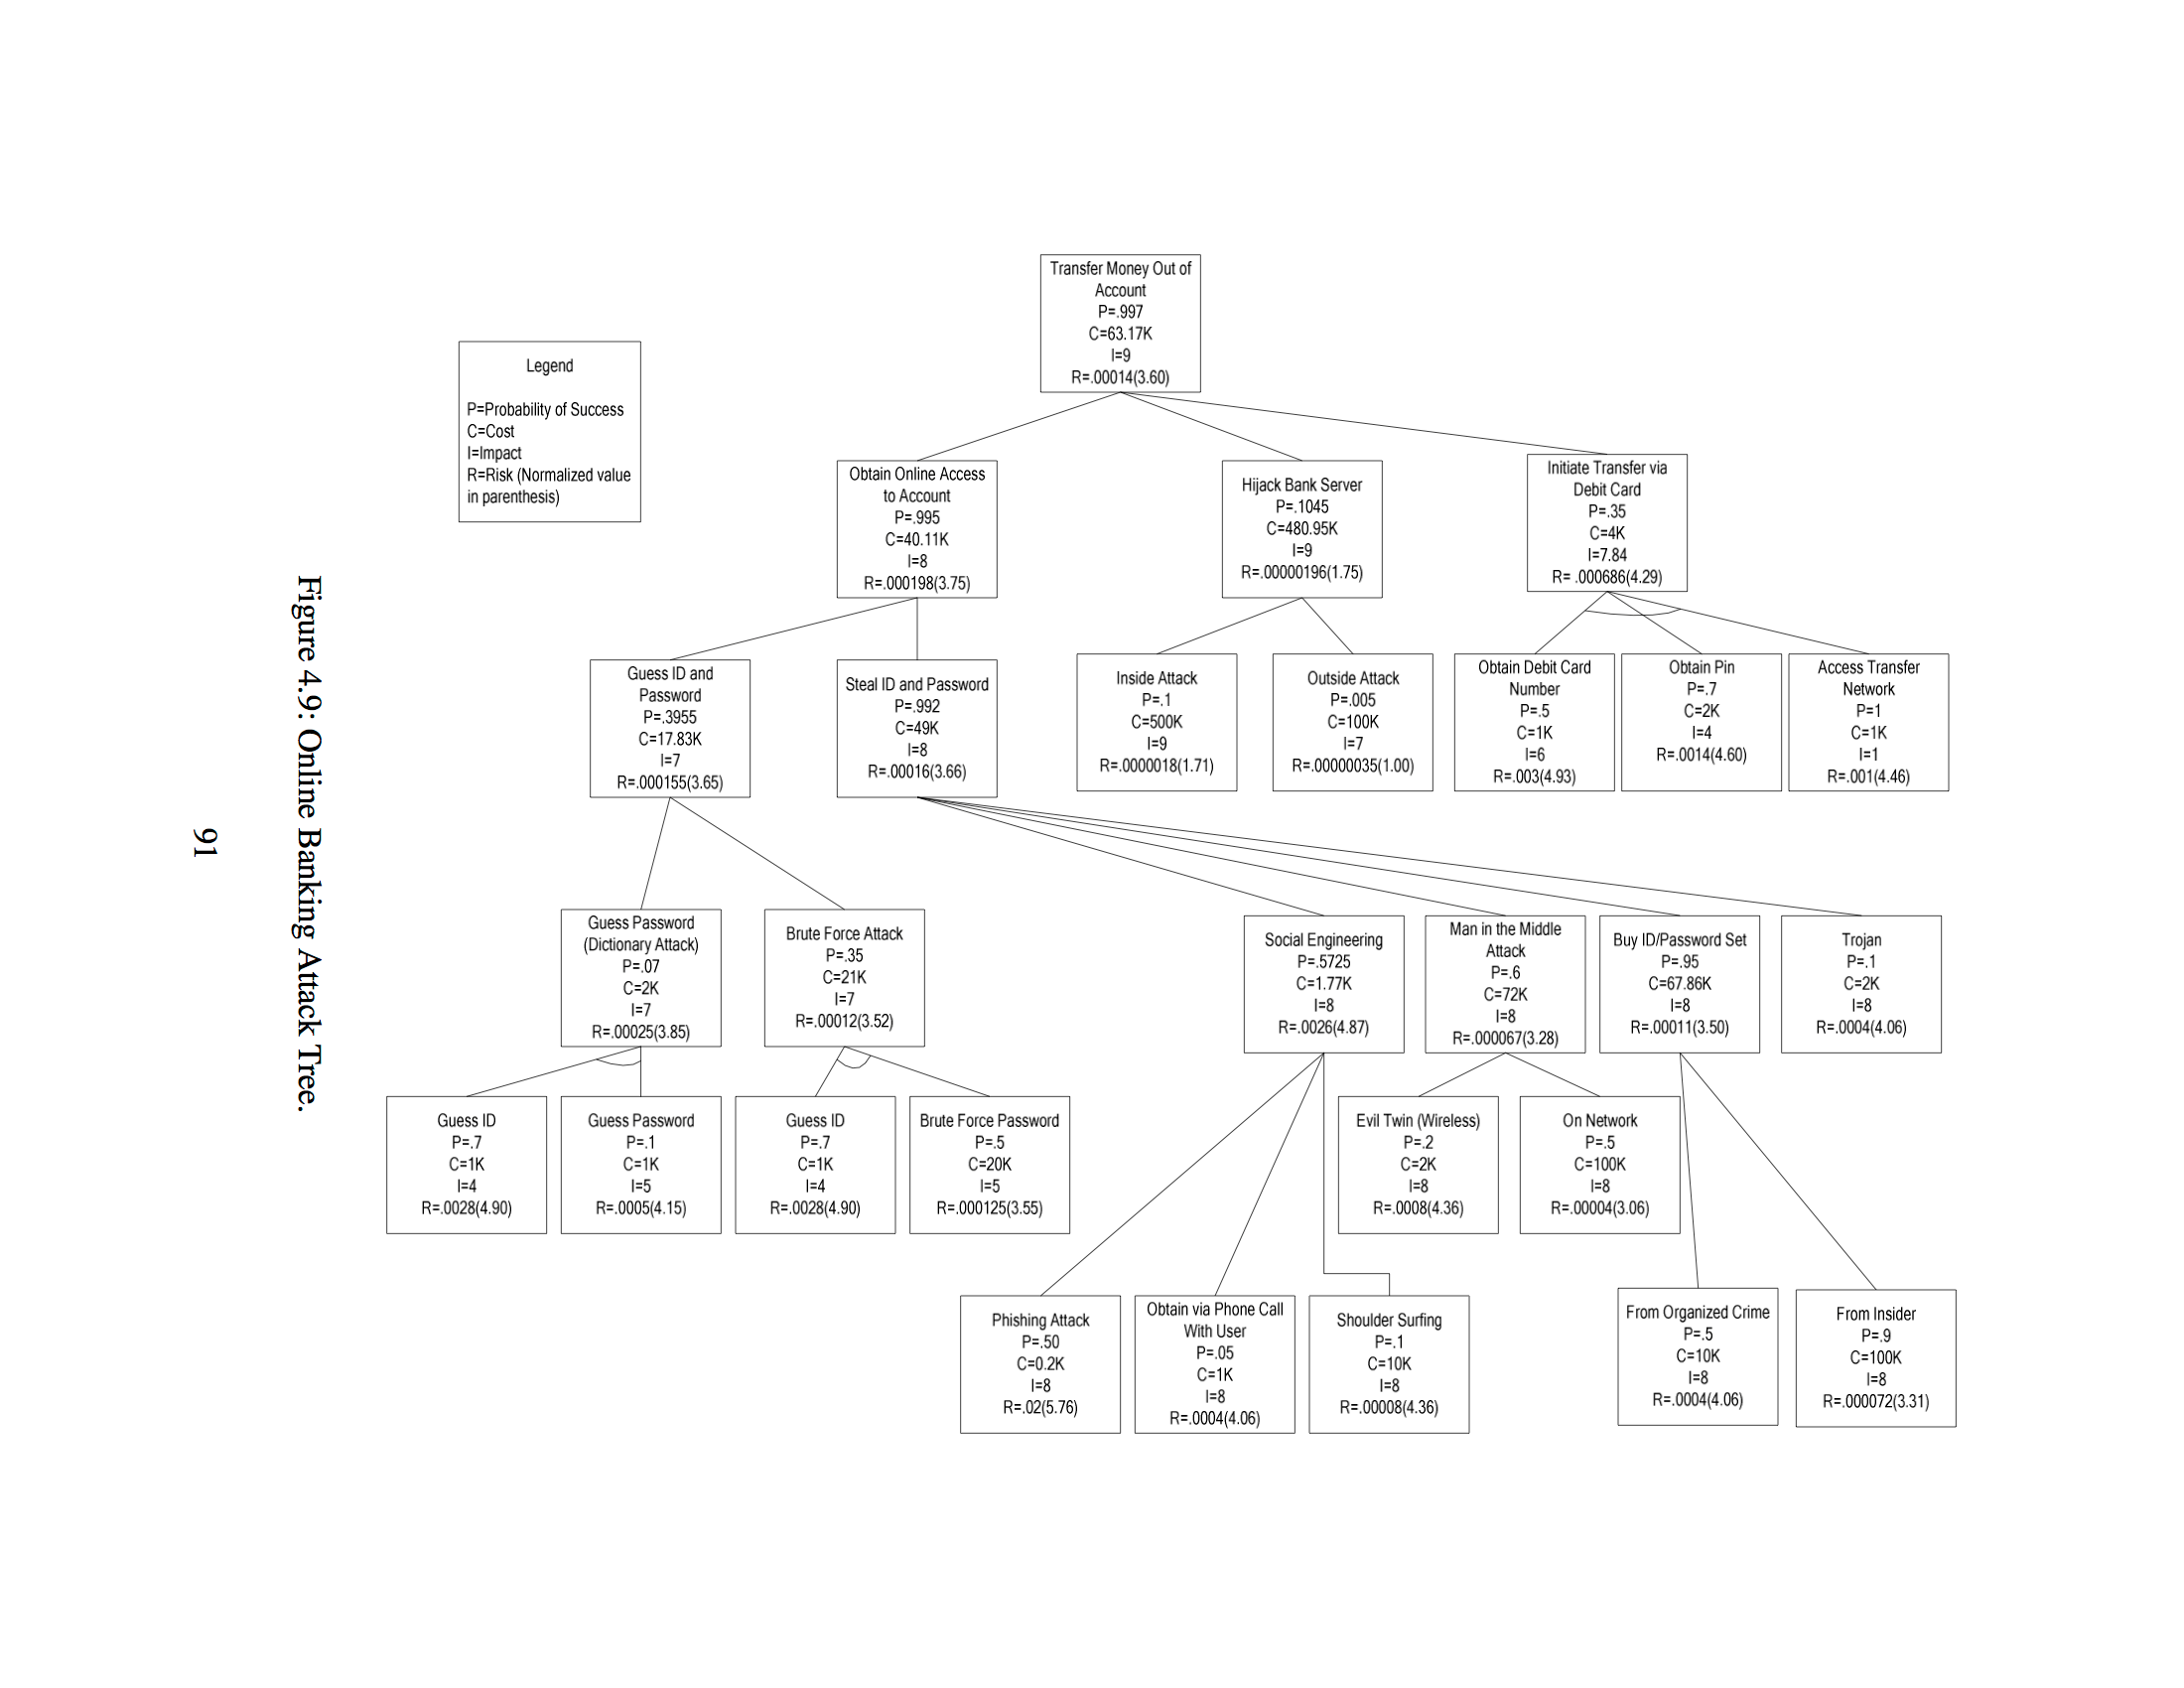 Transfer Money Out of
Account
P=.997
C=63.17K
I=9
R=.00014(3.60)
Legend
P=Probability of Success
C=Cost
I=Impact
R=Risk (Normalized value
in parenthesis)
Obtain Online Access
to Account
P=.995
C=40.11K
I=8
R=.000198(3.75)
Hijack Bank Server
P=.1045
C=480.95K
I=9
R=.00000196(1.75)
Initiate Transfer via
Debit Card
P=.35
C=4K
I=7.84
R= .000686(4.29)
Guess ID and
Password
P=.3955
C=17.83K
I=7
R=.000155(3.65)
Steal ID and Password
P=.992
C=49K
I=8
R=.00016(3.66)
Inside Attack
P=.1
C=500K
I=9
R=.0000018(1.71)
Outside Attack
P=.005
C=100K
I=7
R=.00000035(1.00)
Obtain Debit Card
Number
P=.5
C=1K
I=6
R=.003(4.93)
Obtain Pin
P=.7
C=2K
I=4
R=.0014(4.60)
Access Transfer
Network
P=1
C=1K
I=1
R=.001(4.46)
Guess Password
(Dictionary Attack)
P=.07
C=2K
I=7
R=.00025(3.85)
Brute Force Attack
P=.35
C=21K
I=7
R=.00012(3.52)
Social Engineering
P=.5725
C=1.77K
I=8
R=.0026(4.87)
Man in the Middle
Attack
P=.6
C=72K
I=8
R=.000067(3.28)
Buy ID/Password Set
P=.95
C=67.86K
I=8
R=.00011(3.50)
Trojan
P=.1
C=2K
I=8
R=.0004(4.06)
Guess ID
P=.7
C=1K
I=4
R=.0028(4.90)
Guess Password
P=.1
C=1K
I=5
R=.0005(4.15)
Guess ID
P=.7
C=1K
I=4
R=.0028(4.90)
Brute Force Password
P=.5
C=20K
I=5
R=.000125(3.55)
Evil Twin (Wireless)
P=.2
C=2K
I=8
R=.0008(4.36)
On Network
P=.5
C=100K
I=8
R=.00004(3.06)
Phishing Attack
P=.50
C=0.2K
I=8
R=.02(5.76)
Obtain via Phone Call
With User
P=.05
C=1K
I=8
R=.0004(4.06)
Shoulder Surfing
P=.1
C=10K
I=8
R=.00008(4.36)
From Organized Crime
P=.5
C=10K
I=8
R=.0004(4.06)
From Insider
P=.9
C=100K
I=8
R=.000072(3.31)
Figure 4.9: Online Banking Attack Tree.
91